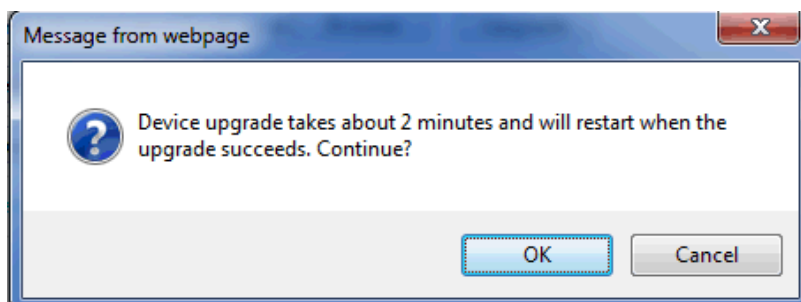 Message from webpage
Device upgrade takes about 2 minutes and will restart when the
upgrade succeeds. Continue?
OK
Cancel